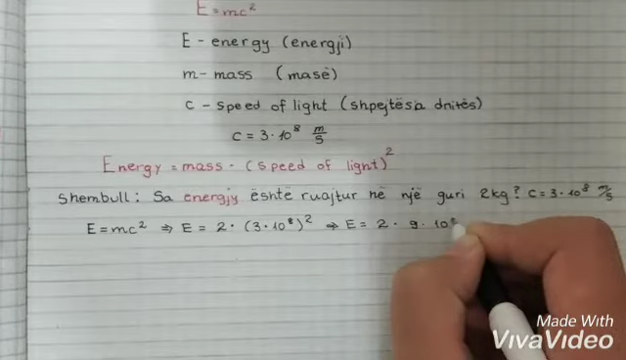 E=mc²
E - energy (energji)
m - mass (masë)
c - speed of light (shpejtësia dritës)
c = 3·10⁸ m/s
Energy = mass · (speed of light)²
Shembull: Sa energjy është ruajtur në një guri 2kg? c = 3·10⁸ m/s
E=mc² ⇒ E = 2 · (3·10⁸)² ⇒ E = 2 · 9 · 10
Made With
VivaVideo